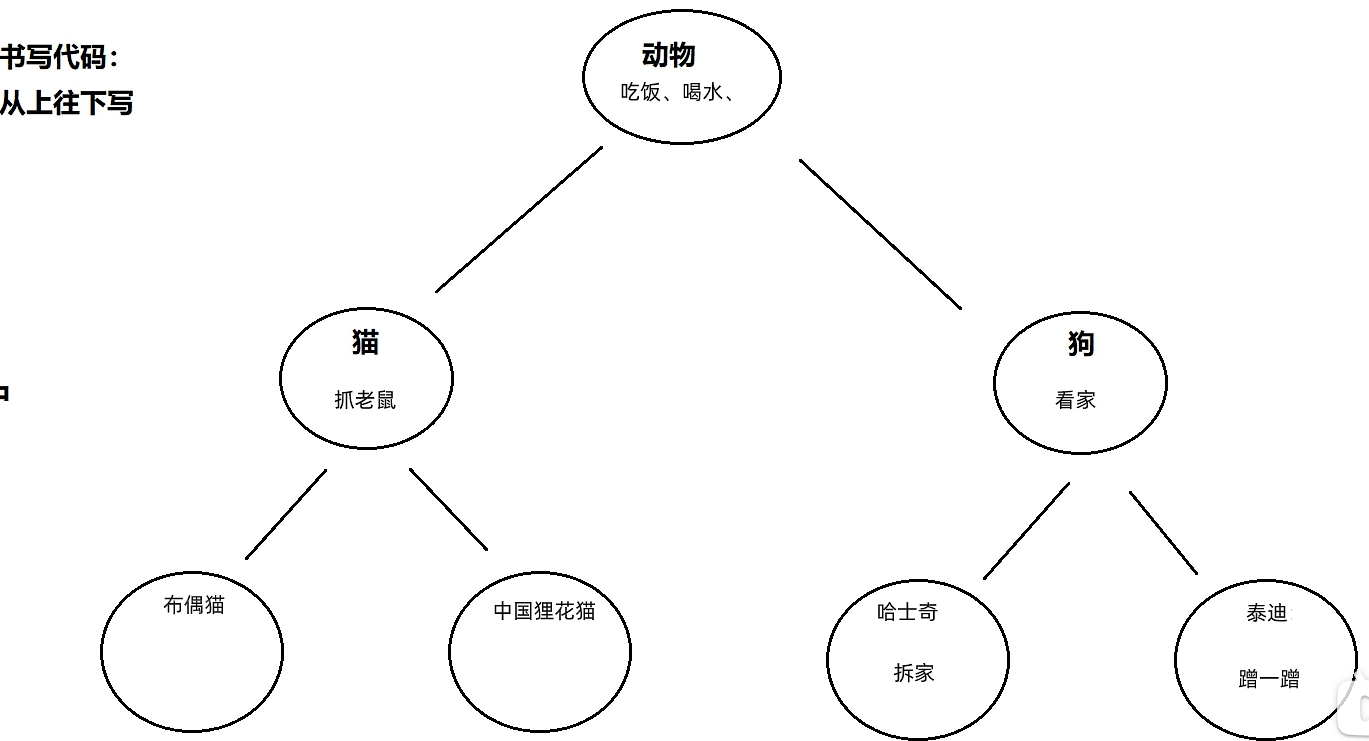 书写代码：
从上往下写
动物
吃饭、喝水、
猫
抓老鼠
狗
看家
布偶猫
中国狸花猫
哈士奇
拆家
泰迪
蹭一蹭